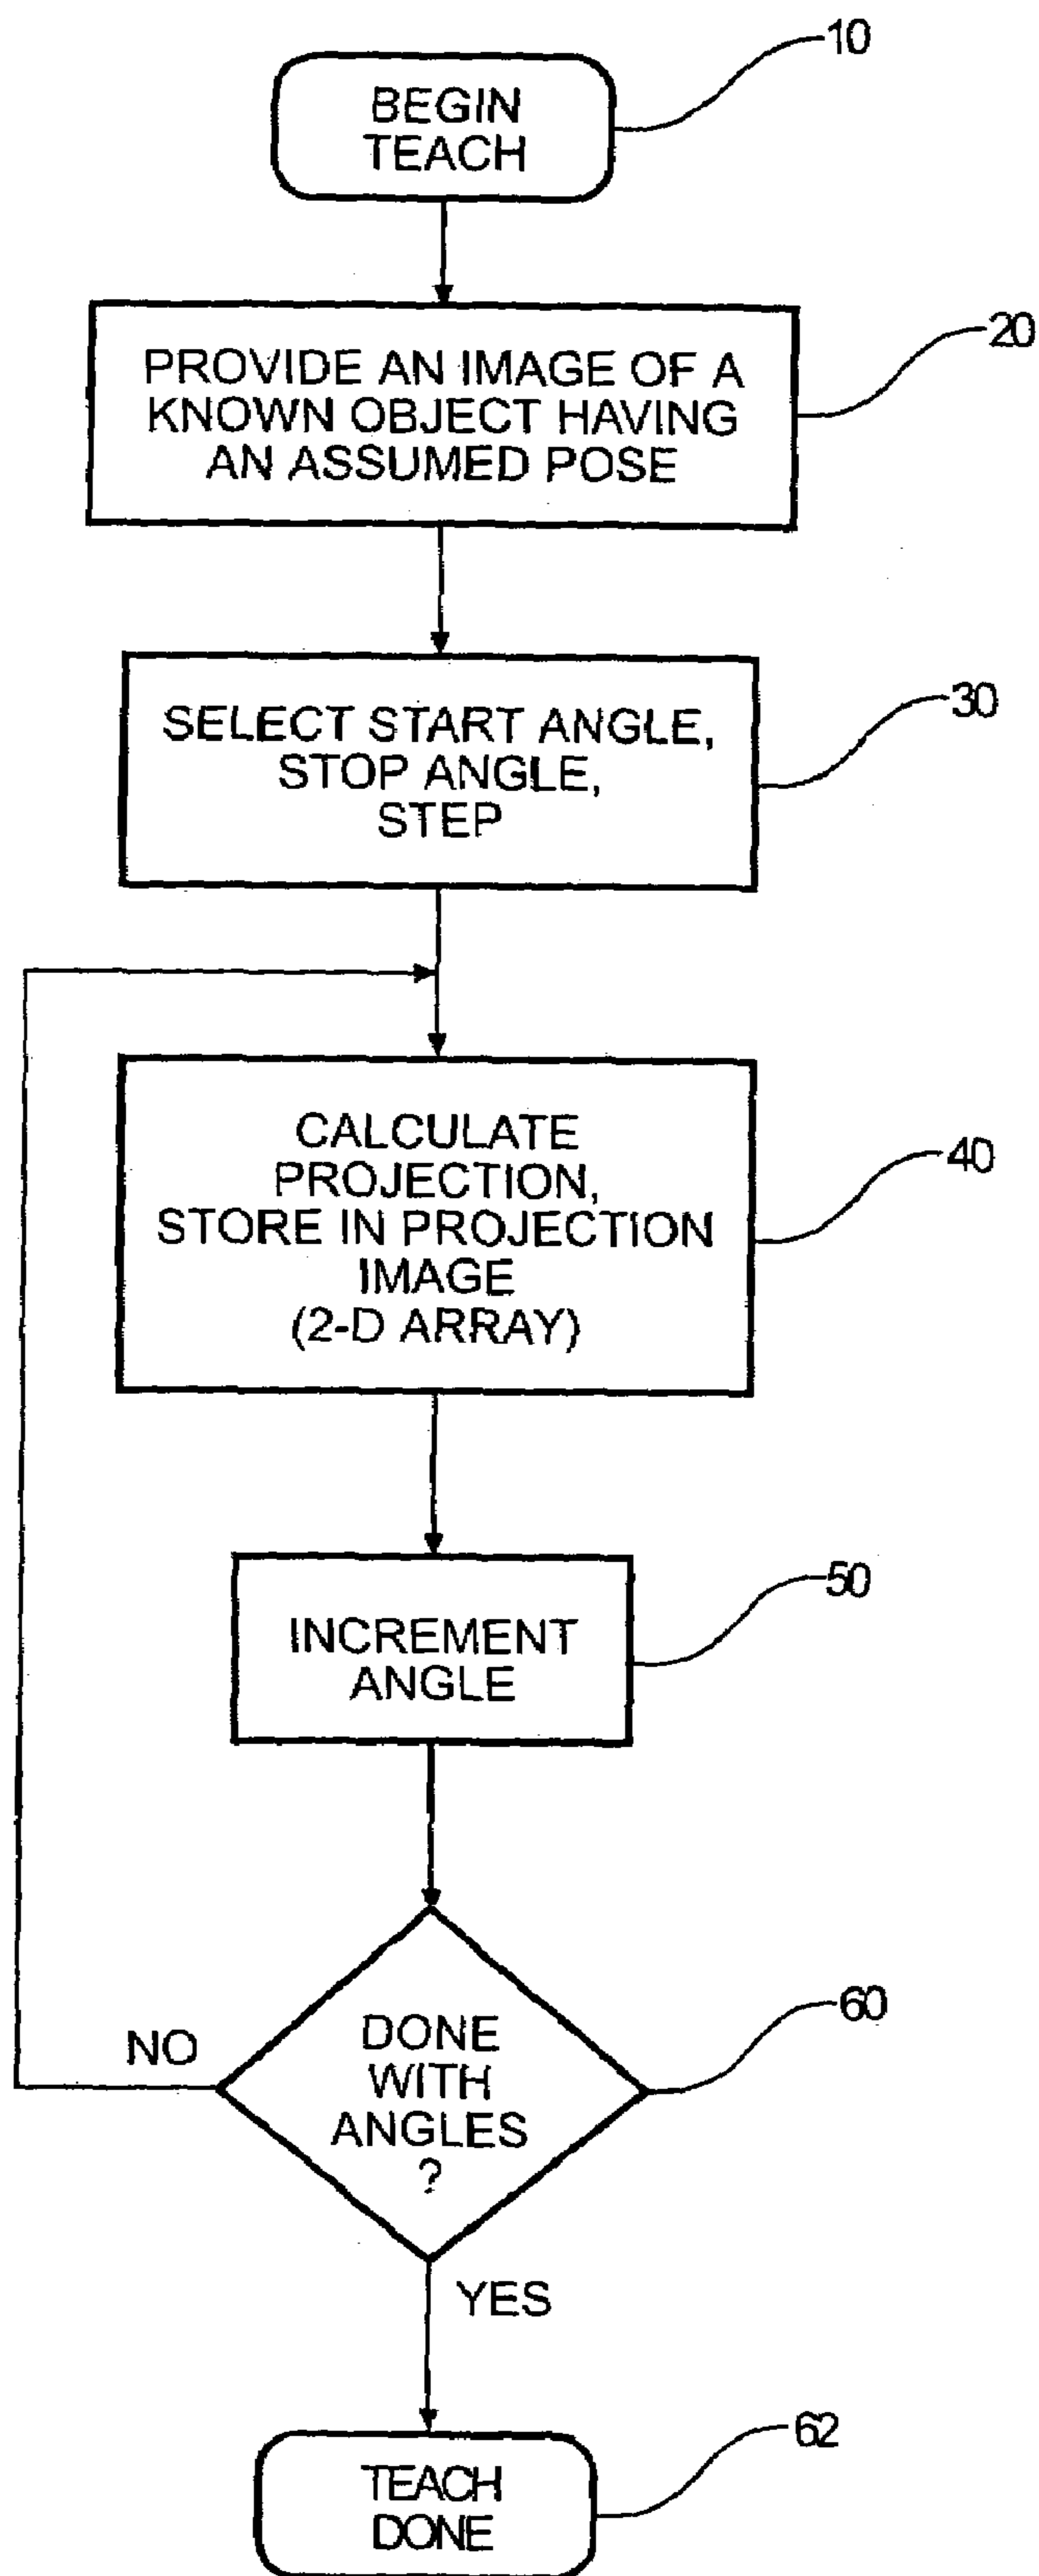 10
BEGIN
TEACH
20
PROVIDE AN IMAGE OF A
KNOWN OBJECT HAVING
AN ASSUMED POSE
30
SELECT START ANGLE,
STOP ANGLE,
STEP
40
CALCULATE
PROJECTION,
STORE IN PROJECTION
IMAGE
(2-D ARRAY)
50
INCREMENT
ANGLE
60
NO
DONE
WITH
ANGLES
?
YES
62
TEACH
DONE